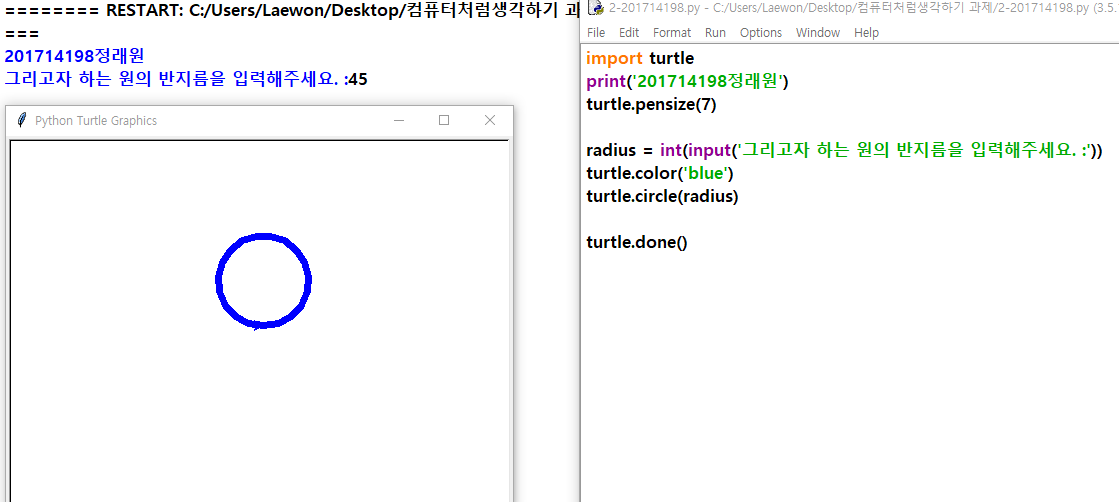 ======== RESTART: C:/Users/Laewon/Desktop/컴퓨터처럼생각하기 과
===
201714198정래원
그리고자 하는 원의 반지름을 입력해주세요. :45
Python Turtle Graphics
2-201714198.py - C:/Users/Laewon/Desktop/컴퓨터처럼생각하기 과제/2-201714198.py (3.5.
File Edit Format Run Options Window Help
import turtle
print('201714198정래원')
turtle.pensize(7)
radius = int(input('그리고자 하는 원의 반지름을 입력해주세요. :'))
turtle.color('blue')
turtle.circle(radius)
turtle.done()